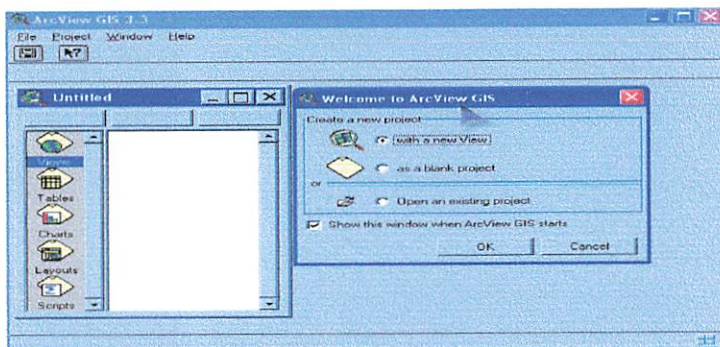 ArcView GIS 3.3
File Project Window Help
Untitled
Views
Tables
Charts
Layouts
Scripts
Welcome to ArcView GIS
Create a new project
with a new View
as a blank project
or
Open an existing project
Show this window when ArcView GIS starts
OK Cancel